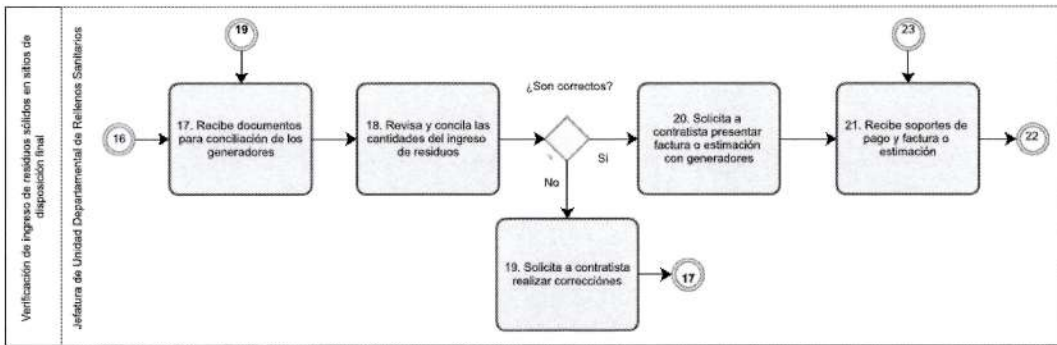 Verificación de ingreso de residuos sólidos en sitios de
disposición final
Jefatura de Unidad Departamental de Rellenos Sanitarios
16
19
17. Recibe documentos
para conciliación de los
generadores
18. Revisa y concila las
cantidades del ingreso
de residuos
¿Son correctos?
Sí
No
19. Solicita a contratista
realizar correcciónes
17
20. Solicita a
contratista presentar
factura o estimación
con generadores
23
21. Recibe soportes de
pago y factura o
estimación
22